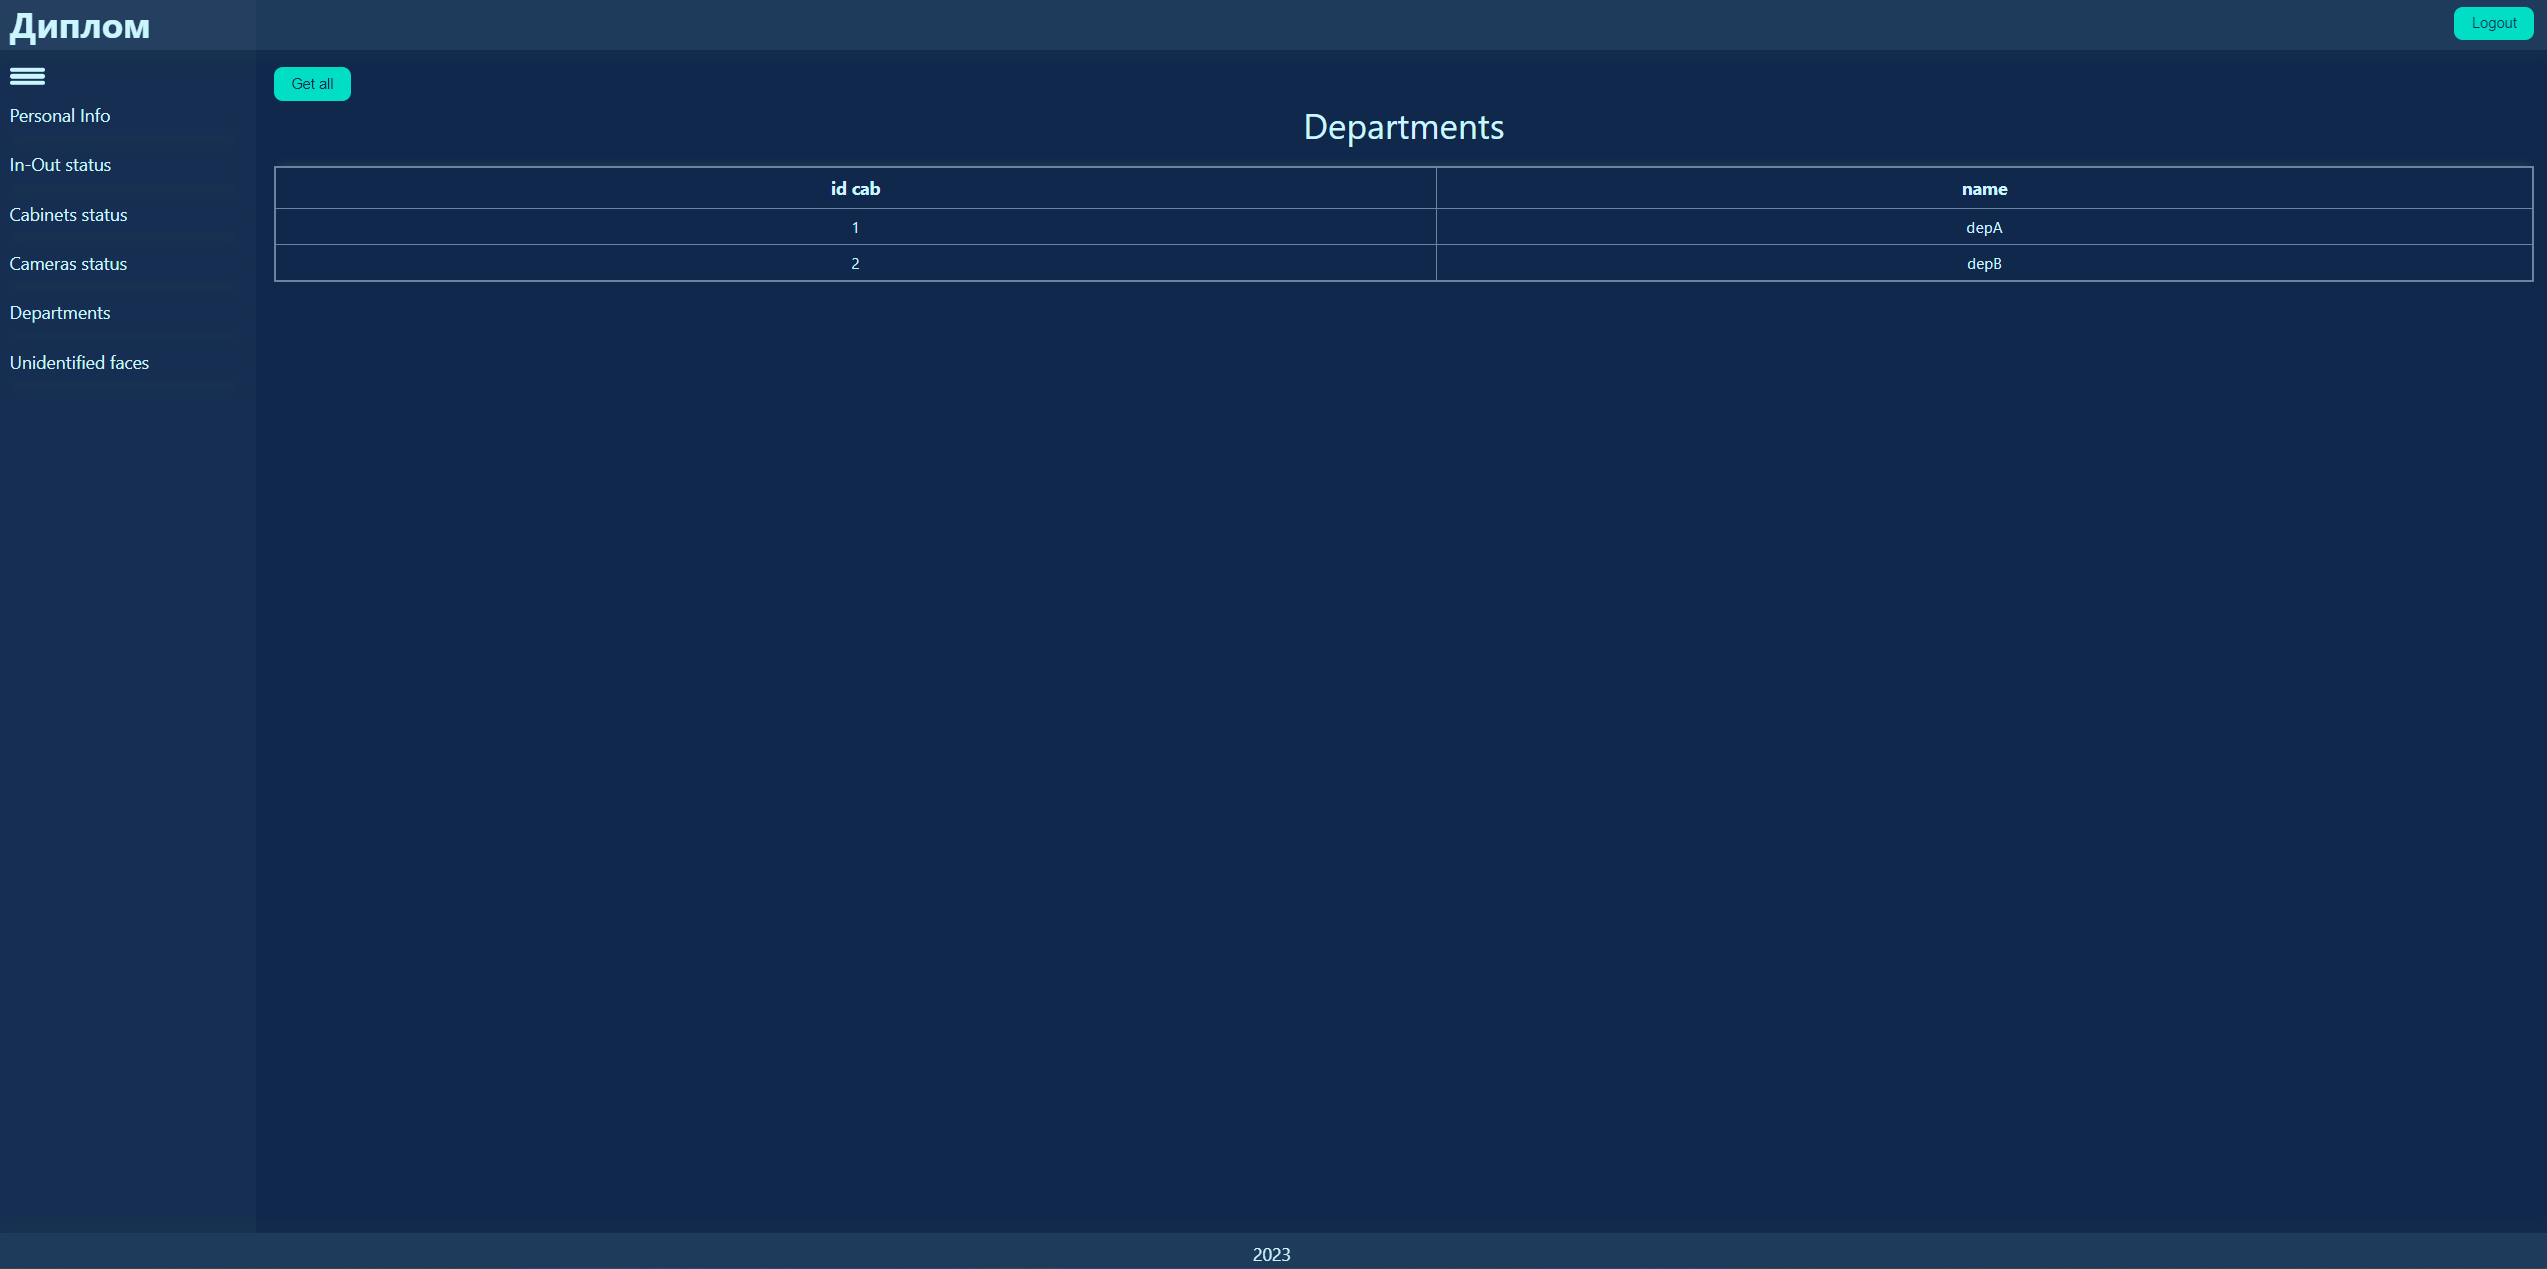 Диплом
Logout
Personal Info
In-Out status
Cabinets status
Cameras status
Departments
Unidentified faces
Get all
Departments
id cab name
1 depA
2 depB
2023